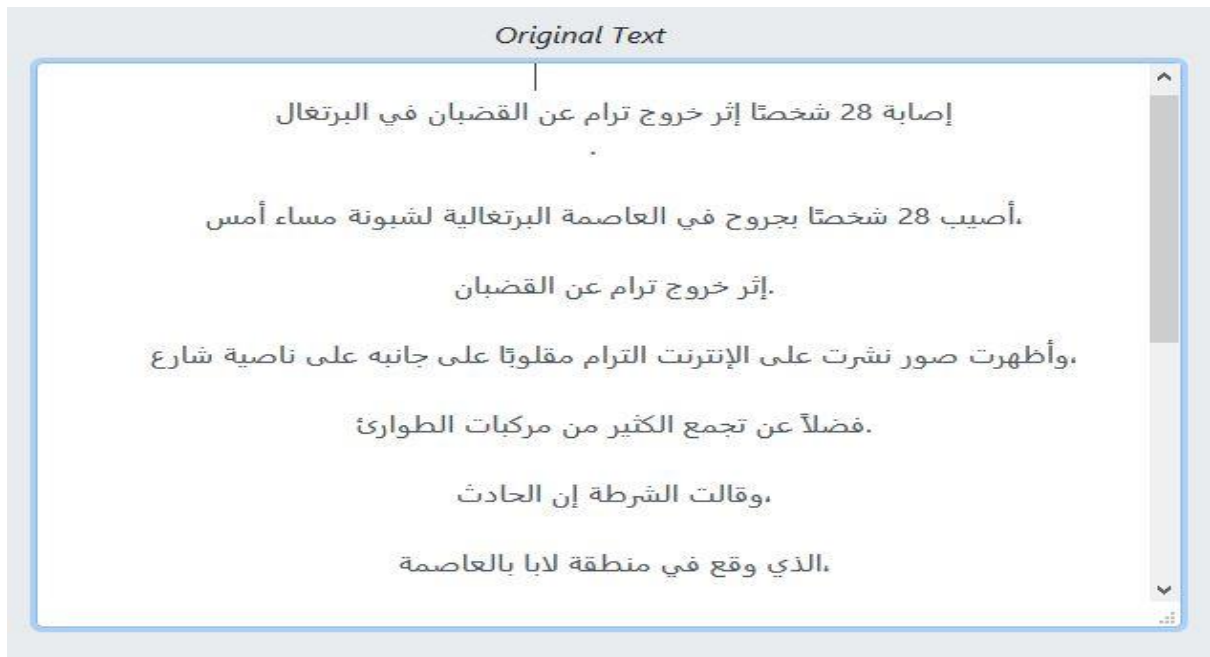 Original Text
إصابة 28 شخصًا إثر خروج ترام عن القضبان في البرتغال
.
أصيب 28 شخصًا بجروح في العاصمة البرتغالية لشبونة مساء أمس،
إثر خروج ترام عن القضبان.
وأظهرت صور نشرت على الإنترنت الترام مقلوبًا على جانبه على ناصية شارع،
فضلاً عن تجمع الكثير من مركبات الطوارئ.
وقالت الشرطة إن الحادث،
الذي وقع في منطقة لابا بالعاصمة،